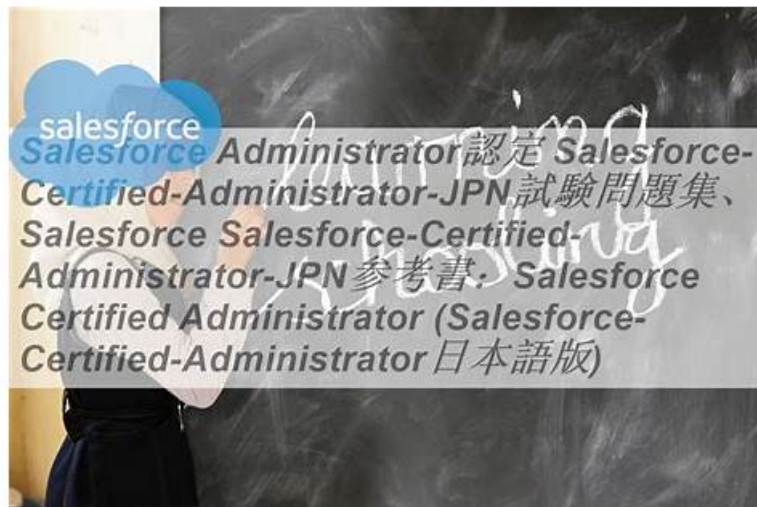 salesforce
learning
schooling
Salesforce Administrator認定 Salesforce-
Certified-Administrator-JPN試験問題集、
Salesforce Salesforce-Certified-
Administrator-JPN参考書：Salesforce
Certified Administrator (Salesforce-
Certified-Administrator日本語版)